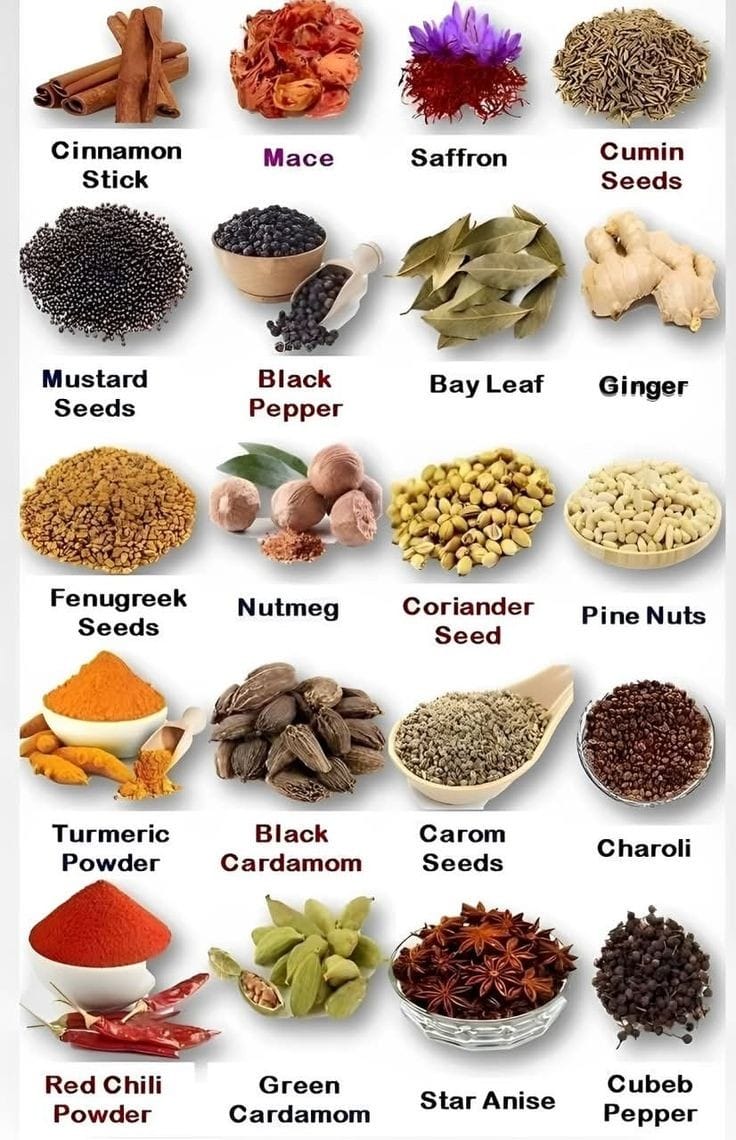 Cinnamon
Stick
Mace
Saffron
Cumin
Seeds
Mustard
Seeds
Black
Pepper
Bay Leaf
Ginger
Fenugreek
Seeds
Nutmeg
Coriander
Seed
Pine Nuts
Turmeric
Powder
Black
Cardamom
Carom
Seeds
Charoli
Red Chili
Powder
Green
Cardamom
Star Anise
Cubeb
Pepper